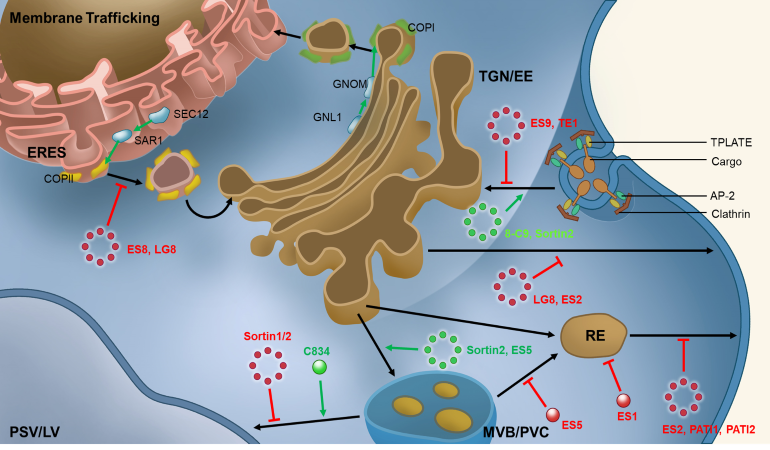 Membrane Trafficking
COPI
GNOM
TGN/EE
GNL1
SEC12
ES9, TE1
SAR1
TPLATE
ERES
Cargo
COPII
AP-2
Clathrin
8-C9, Sortin2
ES8, LG8
LG8, ES2
Sortin1/2
RE
C834
Sortin2, ES5
ES1
ES5
ES2, PATI1, PATI2
PSV/LV
MVB/PVC